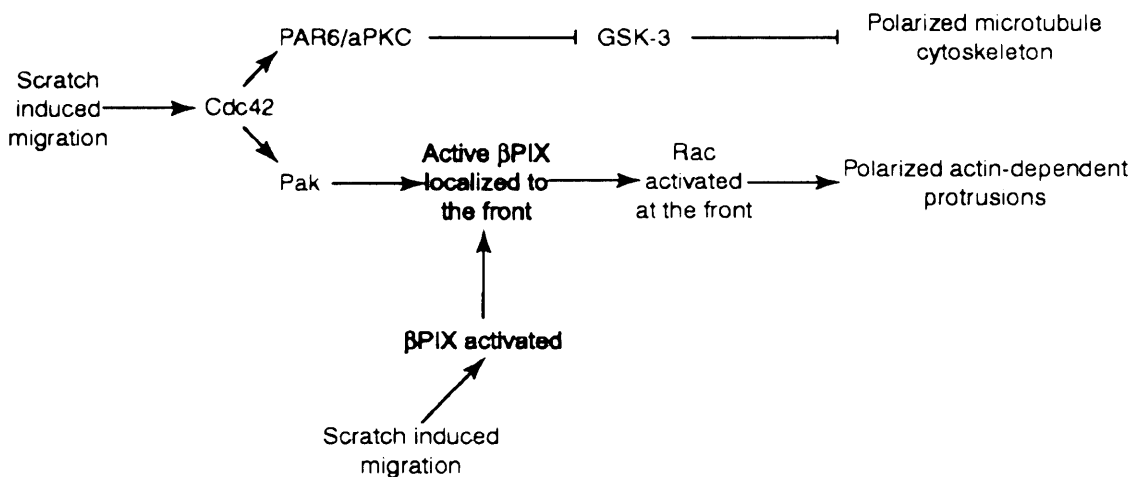 PAR6/aPKC
GSK-3
Polarized microtubule
cytoskeleton
Scratch
induced
migration
Cdc42
Pak
Active βPIX
localized to
the front
Rac
activated
at the front
Polarized actin-dependent
protrusions
βPIX activated
Scratch induced
migration